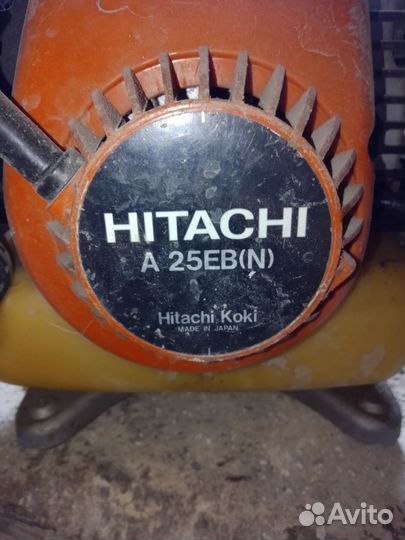 HITACHI
A 25EB(N)
Hitachi Koki
MADE IN JAPAN
Avito